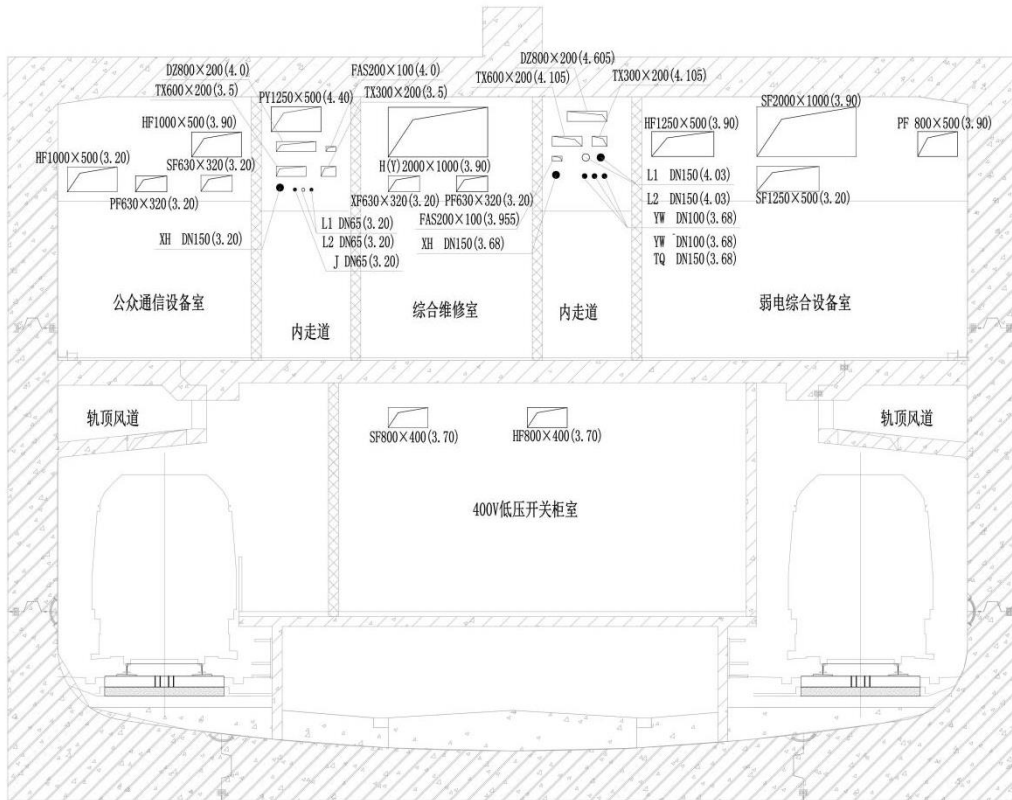 DZ800×200(4.605)
DZ800×200(4.0)
FAS200×100(4.0)
TX600×200(4.105)
TX300×200(4.105)
TX600×200(3.5)
PY1250×500(4.40)
TX300×200(3.5)
SF2000×1000(3.90)
HF1000×500(3.90)
HF1250×500(3.90)
PF 800×500(3.90)
HF1000×500(3.20)
SF630×320(3.20)
H(Y)2000×1000(3.90)
L1 DN150(4.03)
PF630×320(3.20)
XF630×320(3.20)
PF630×320(3.20)
L2 DN150(4.03)
SF1250×500(3.20)
L1 DN65(3.20)
FAS200×100(3.955)
YW DN100(3.68)
XH DN150(3.20)
L2 DN65(3.20)
XH DN150(3.68)
YW DN100(3.68)
J DN65(3.20)
TQ DN150(3.68)
公众通信设备室
内走道
综合维修室
内走道
弱电综合设备室
轨顶风道
轨顶风道
SF800×400(3.70)
HF800×400(3.70)
400V低压开关柜室